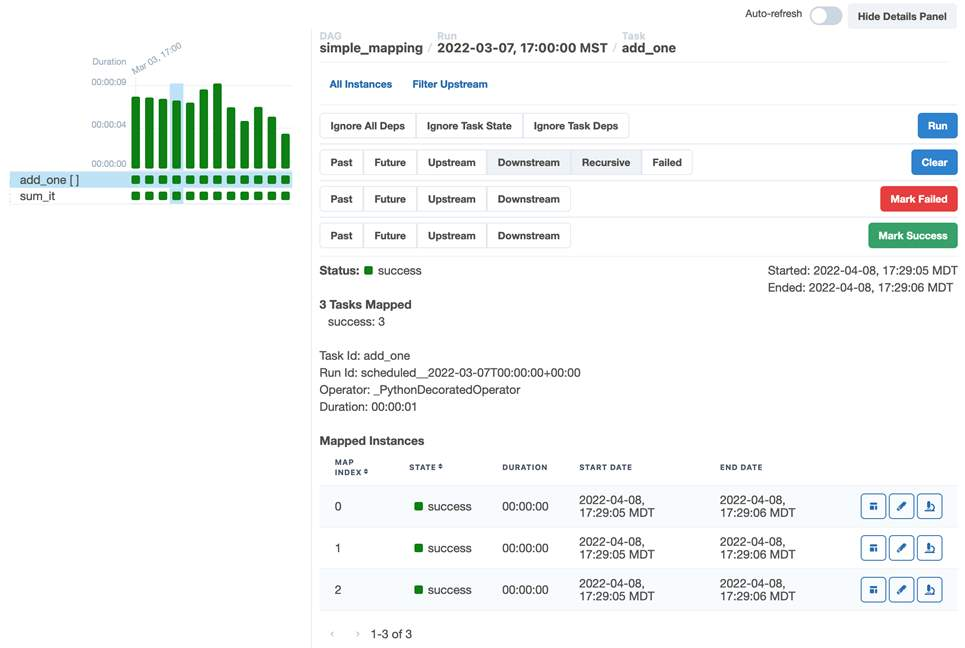 Auto-refresh
Hide Details Panel
Duration
Mar 03, 17:00
00:00:09
00:00:04
00:00:00
add_one [ ]
sum_it
DAG Run Task
simple_mapping / 2022-03-07, 17:00:00 MST / add_one
All Instances Filter Upstream
Ignore All Deps Ignore Task State Ignore Task Deps Run
Past Future Upstream Downstream Recursive Failed Clear
Past Future Upstream Downstream Mark Failed
Past Future Upstream Downstream Mark Success
Status: success Started: 2022-04-08, 17:29:05 MDT
Ended: 2022-04-08, 17:29:06 MDT
3 Tasks Mapped
success: 3
Task Id: add_one
Run Id: scheduled__2022-03-07T00:00:00+00:00
Operator: _PythonDecoratedOperator
Duration: 00:00:01
Mapped Instances
MAP
INDEX STATE DURATION START DATE END DATE
0 success 00:00:00 2022-04-08, 2022-04-08,
17:29:05 MDT 17:29:06 MDT
1 success 00:00:00 2022-04-08, 2022-04-08,
17:29:05 MDT 17:29:06 MDT
2 success 00:00:00 2022-04-08, 2022-04-08,
17:29:05 MDT 17:29:06 MDT
‹ › 1-3 of 3